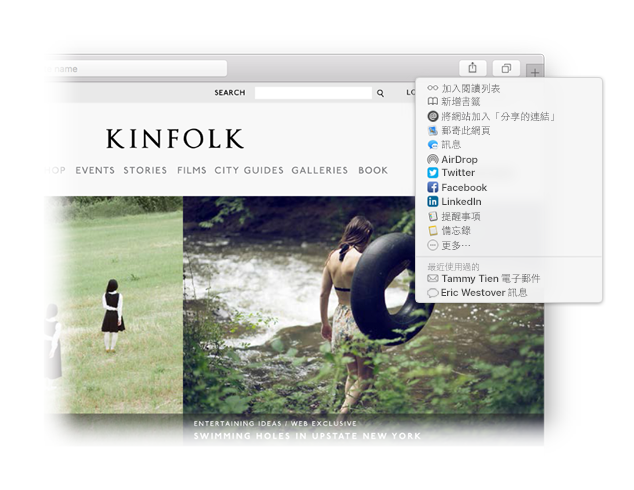 name
SEARCH
KINFOLK
EVENTS STORIES FILMS CITY GUIDES GALLERIES BOOK
加入閱讀列表
新增書籤
將網站加入「分享的連結」
郵寄此網頁
訊息
AirDrop
Twitter
Facebook
LinkedIn
提醒事項
備忘錄
更多⋯
最近使用過的
Tammy Tien 電子郵件
Eric Westover 訊息
ENTERTAINING IDEAS / WEB EXCLUSIVE
SWIMMING HOLES IN UPSTATE NEW YORK